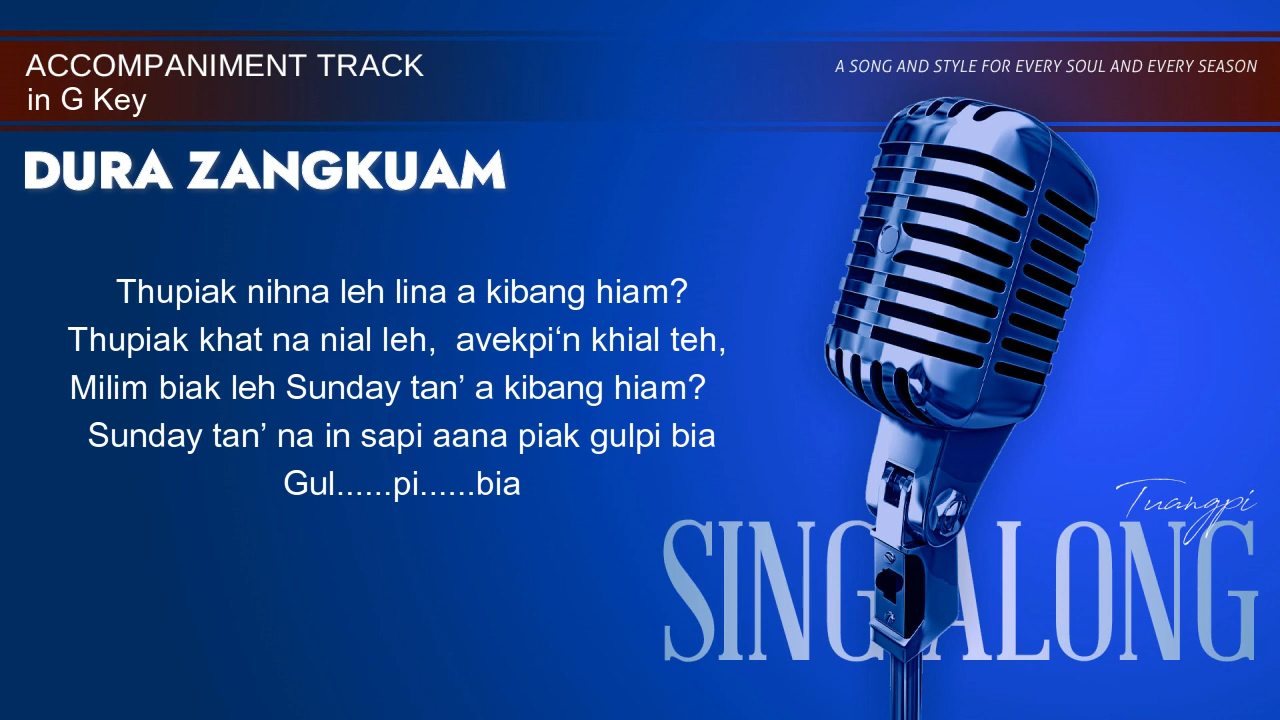 ACCOMPANIMENT TRACK
in G Key
A SONG AND STYLE FOR EVERY SOUL AND EVERY SEASON
DURA ZANGKUAM
Thupiak nihna leh lina a kibang hiam?
Thupiak khat na nial leh,  avekpi‘n khial teh,
Milim biak leh Sunday tan’ a kibang hiam?
Sunday tan’ na in sapi aana piak gulpi bia
Gul......pi......bia
Tuangpi
SING ALONG